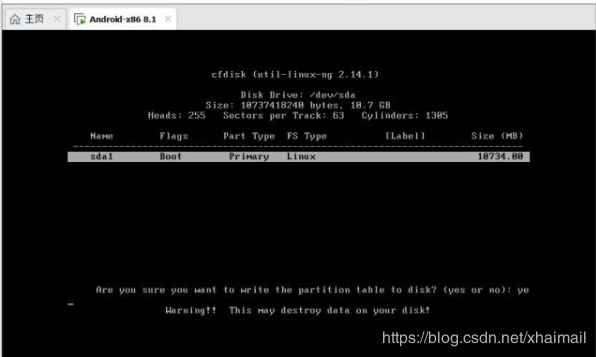 主页
Android-x86 8.1
cfdisk (util-linux-ng 2.14.1)
Disk Drive: /dev/sda
Size: 10737418240 bytes, 10.7 GB
Heads: 255 Sectors per Track: 63 Cylinders: 1305
Name Flags Part Type FS Type [Label] Size (MB)
sda1 Boot Primary Linux 10734.80
Are you sure you want to write the partition table to disk? (yes or no): ye
Warning!! This may destroy data on your disk!
https://blog.csdn.net/xhaimail